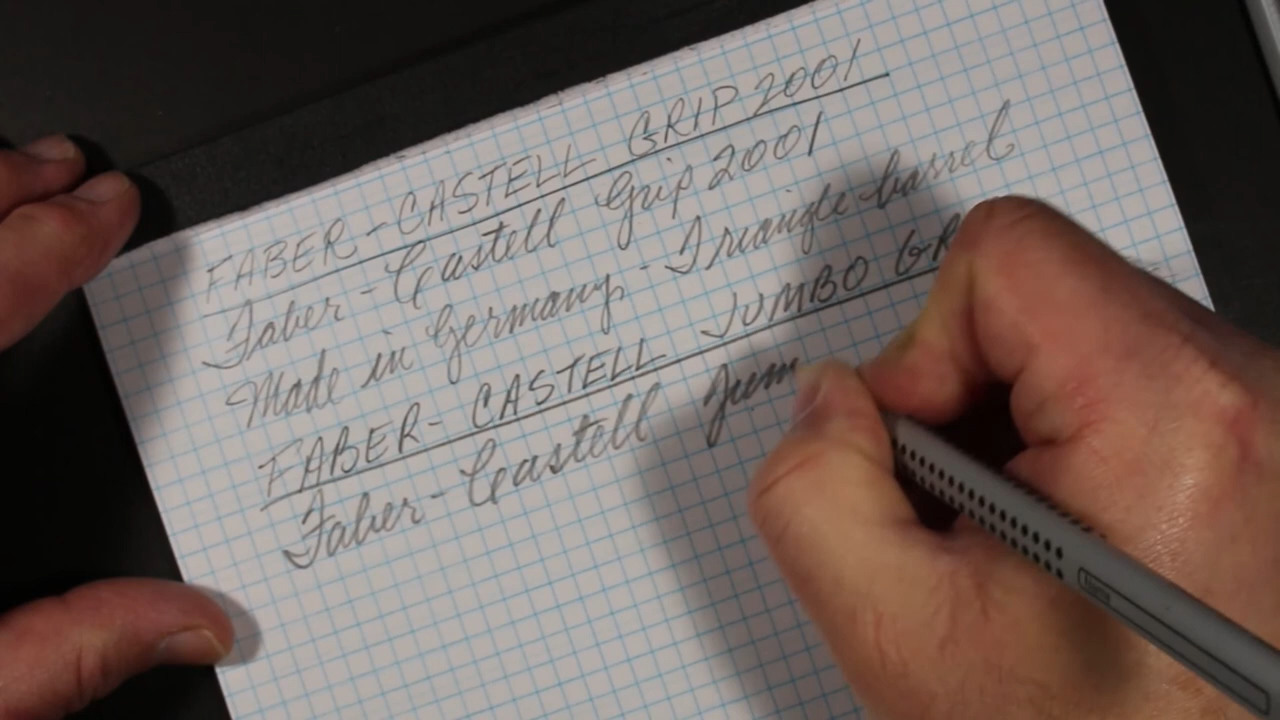 FABER-CASTELL GRIP 2001
Faber-Castell Grip 2001
Made in Germany - Triangle barrel
FABER-CASTELL JUMBO GR
Faber-Castell Jum
Name